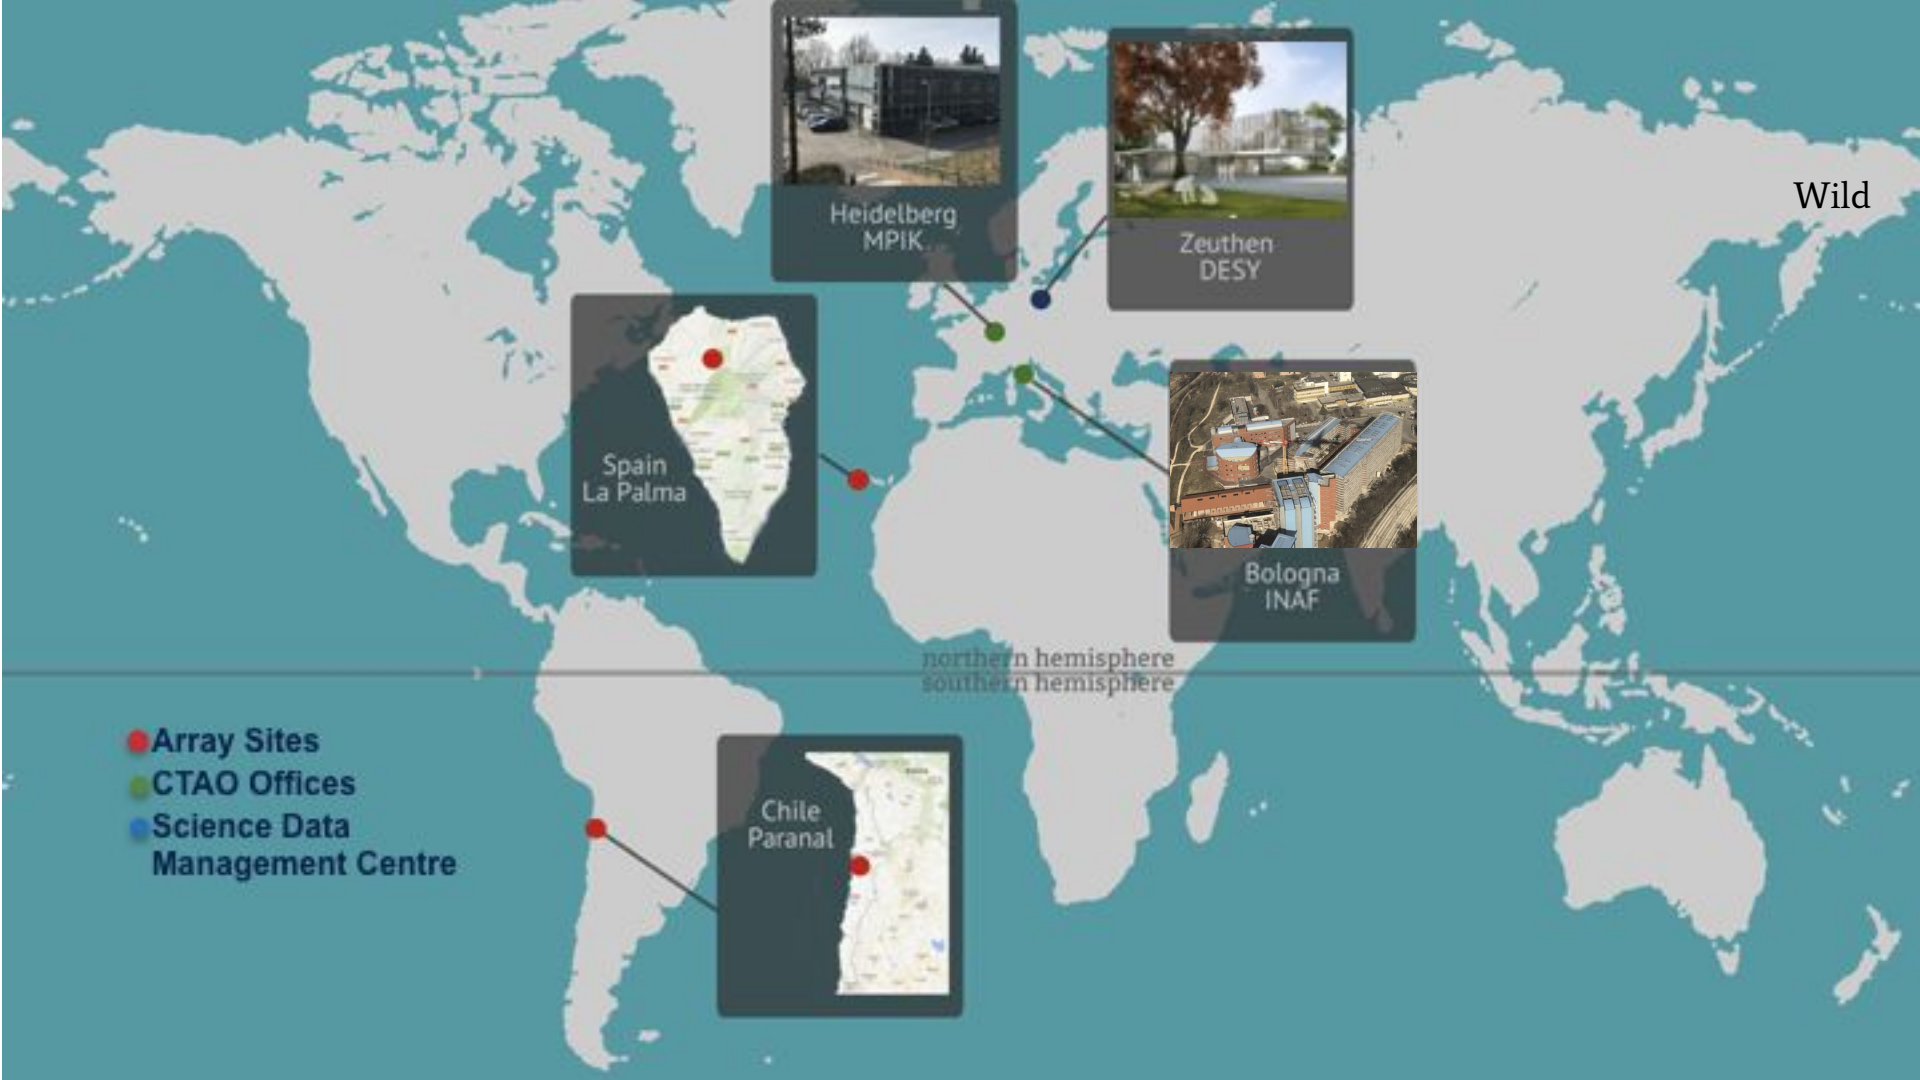 Heidelberg
MPIK
Zeuthen
DESY
Wild
Spain
La Palma
Bologna
INAF
northern hemisphere
southern hemisphere
Array Sites
CTAO Offices
Science Data
Management Centre
Chile
Paranal